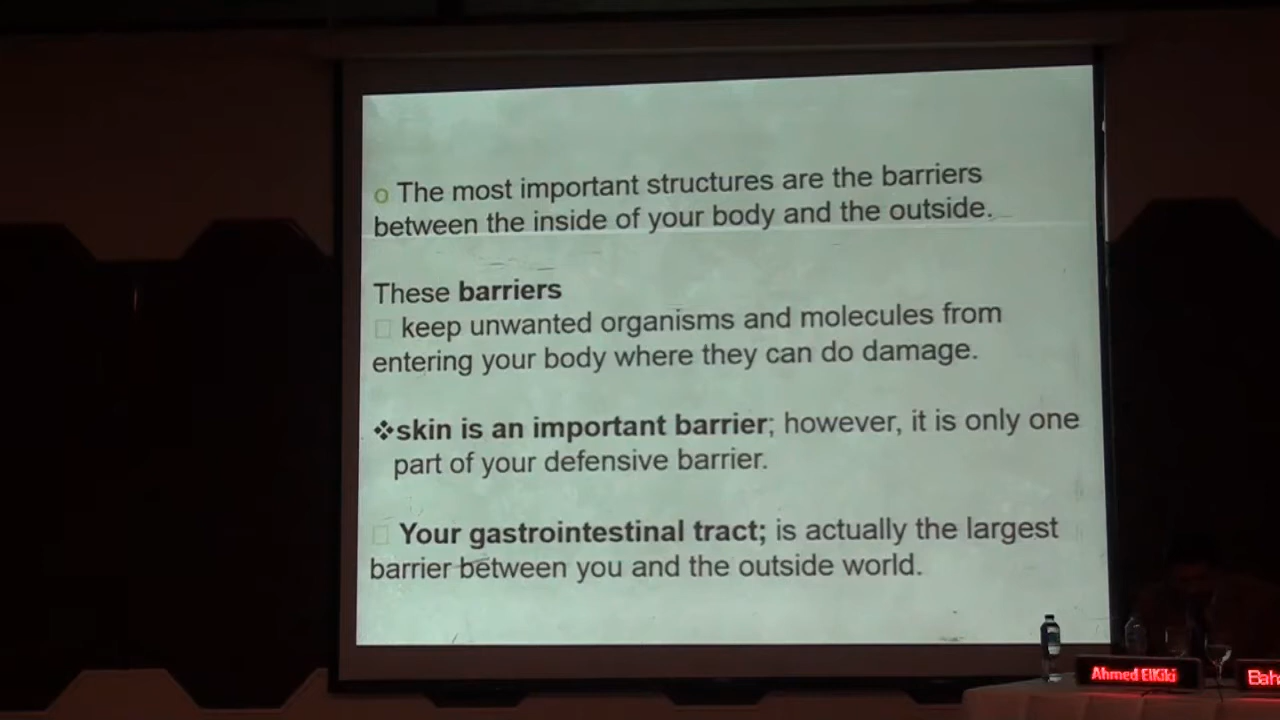 o The most important structures are the barriers
between the inside of your body and the outside.
These barriers
keep unwanted organisms and molecules from
entering your body where they can do damage.
❖skin is an important barrier; however, it is only one
part of your defensive barrier.
Your gastrointestinal tract; is actually the largest
barrier between you and the outside world.
Ahmed ElKiki